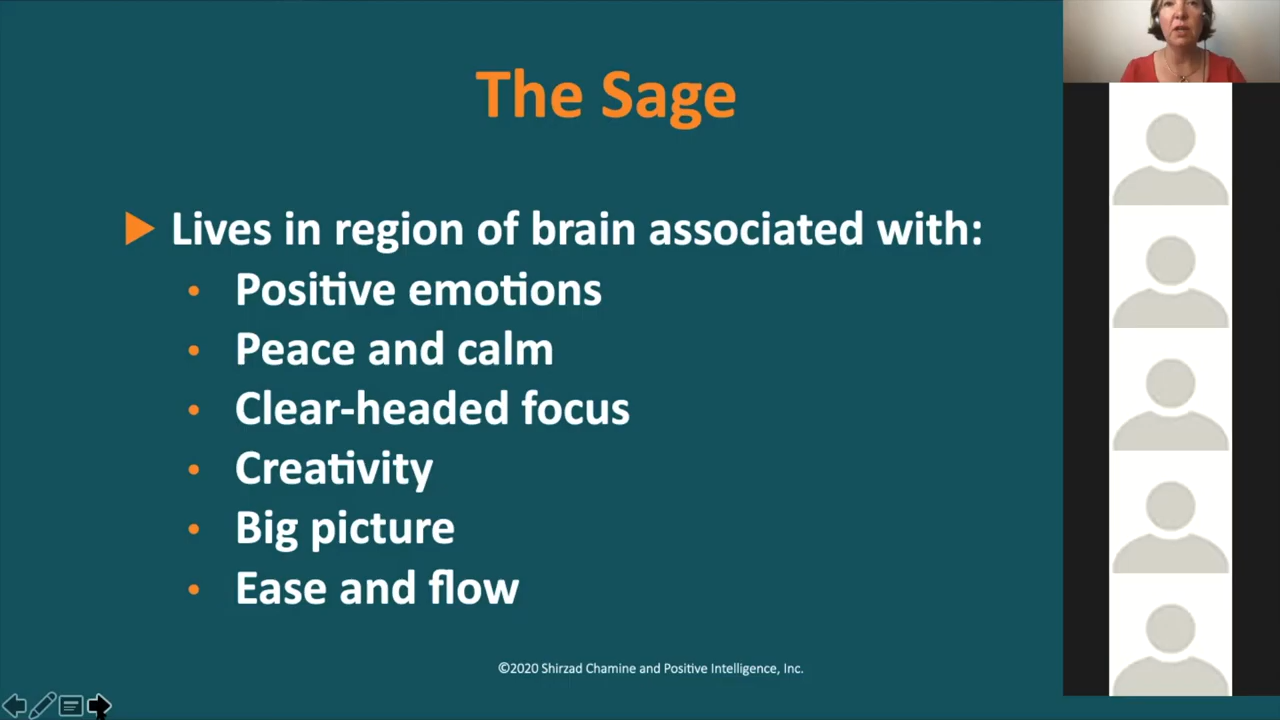 The Sage
Lives in region of brain associated with:
Positive emotions
Peace and calm
Clear-headed focus
Creativity
Big picture
Ease and flow
©2020 Shirzad Chamine and Positive Intelligence, Inc.